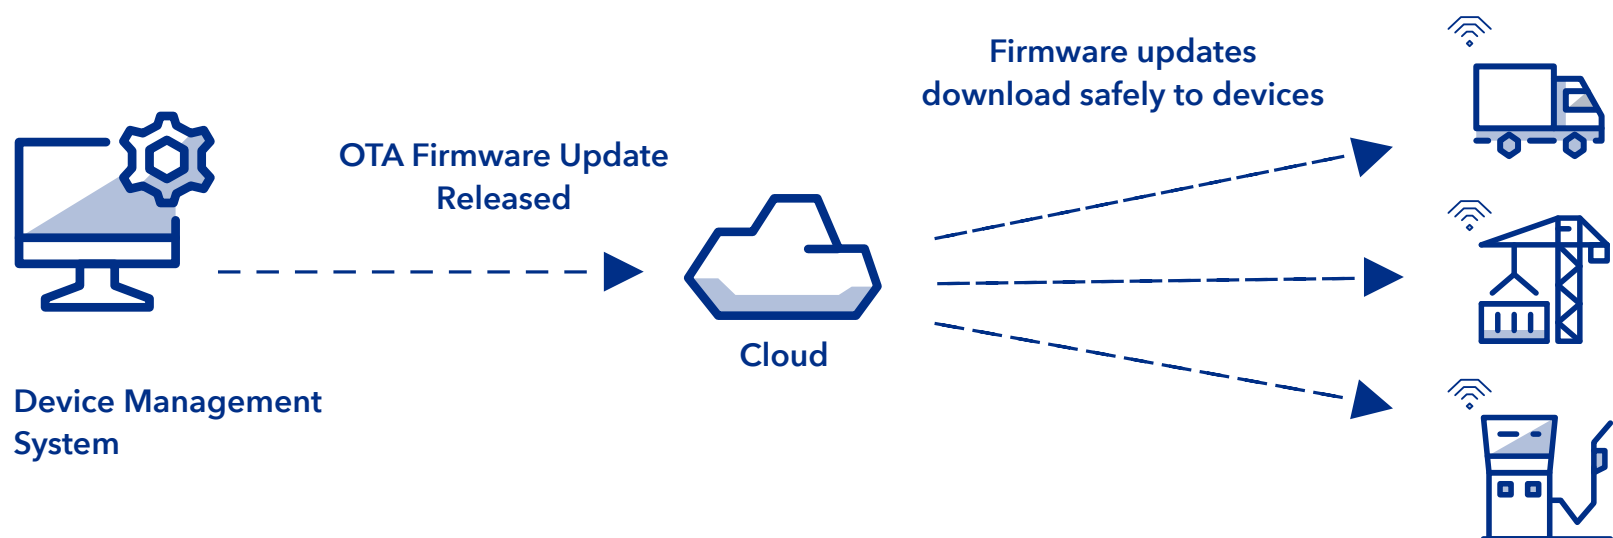 Firmware updates
download safely to devices
OTA Firmware Update
Released
Cloud
Device Management
System